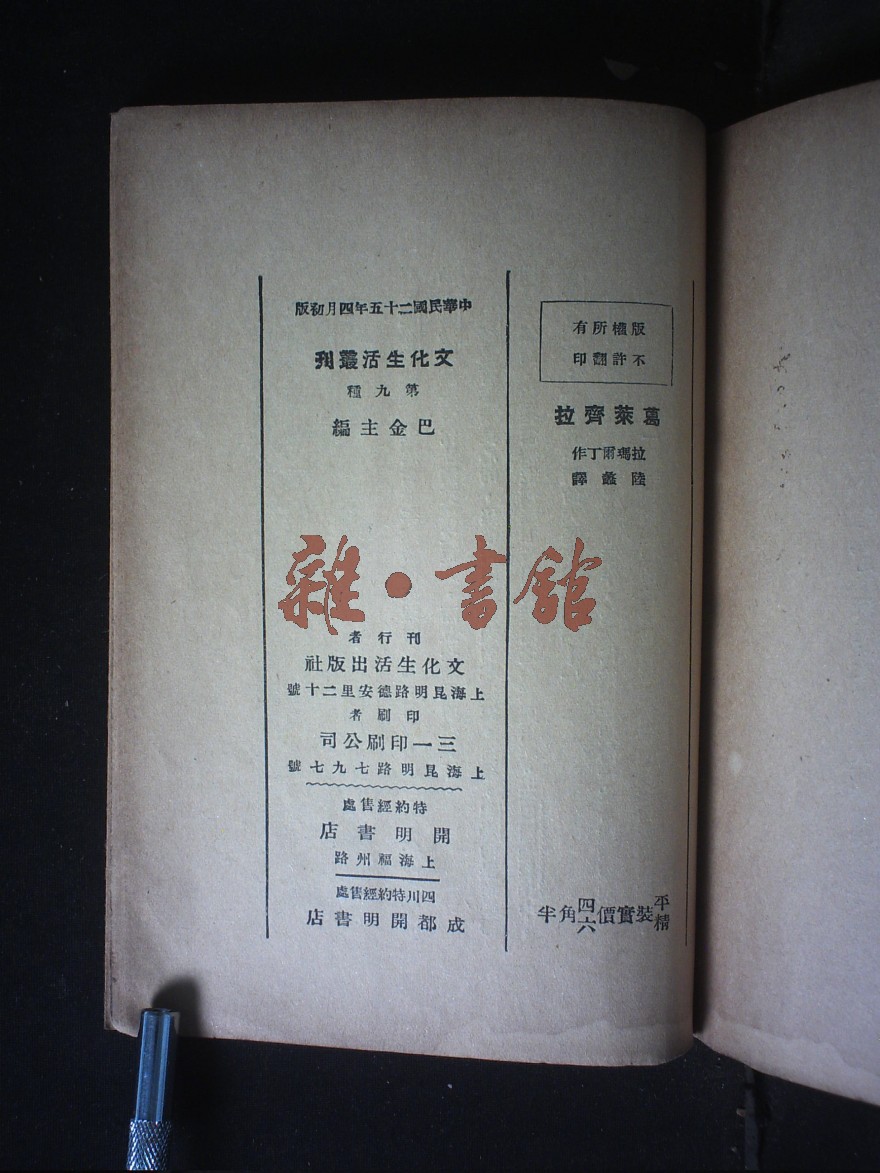 版權所有
不許翻印
葛萊齊拉
拉瑪爾丁作
陸蠡譯
平精裝實價四六角半
中華民國二十五年四月初版
文化生活叢刊
第九種
巴金主編
雜·書館
刊行者
文化生活出版社
上海昆明路德安里二十號
印刷者
三一印刷公司
上海昆明路七九七號
特約經售處
開明書店
上海福州路
四川特約經售處
成都開明書店